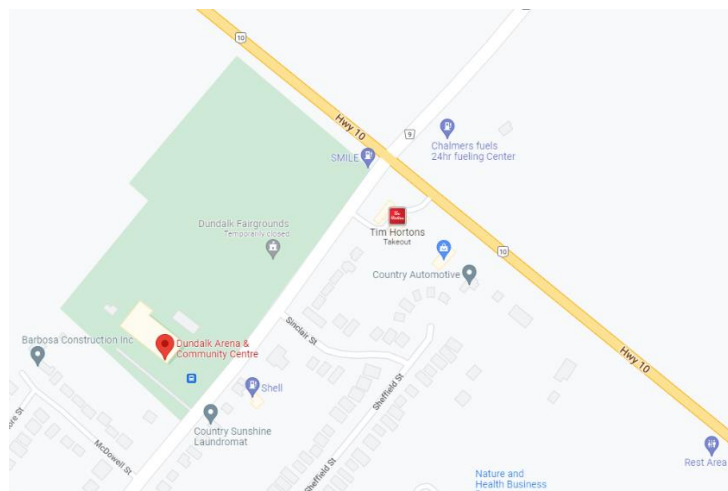 10
Hwy 10
9
Chalmers fuels
24hr fueling Center
SMILE
Tim Hortons
Takeout
Dundalk Fairgrounds
Temporarily closed
10
Country Automotive
Sinclair St
Barbosa Construction Inc
Dundalk Arena &
Community Centre
Hwy 10
Shell
Sheffield St
ore St
McDowell St
Country Sunshine
Laundromat
Sheffield St
Rest Area
Nature and
Health Business